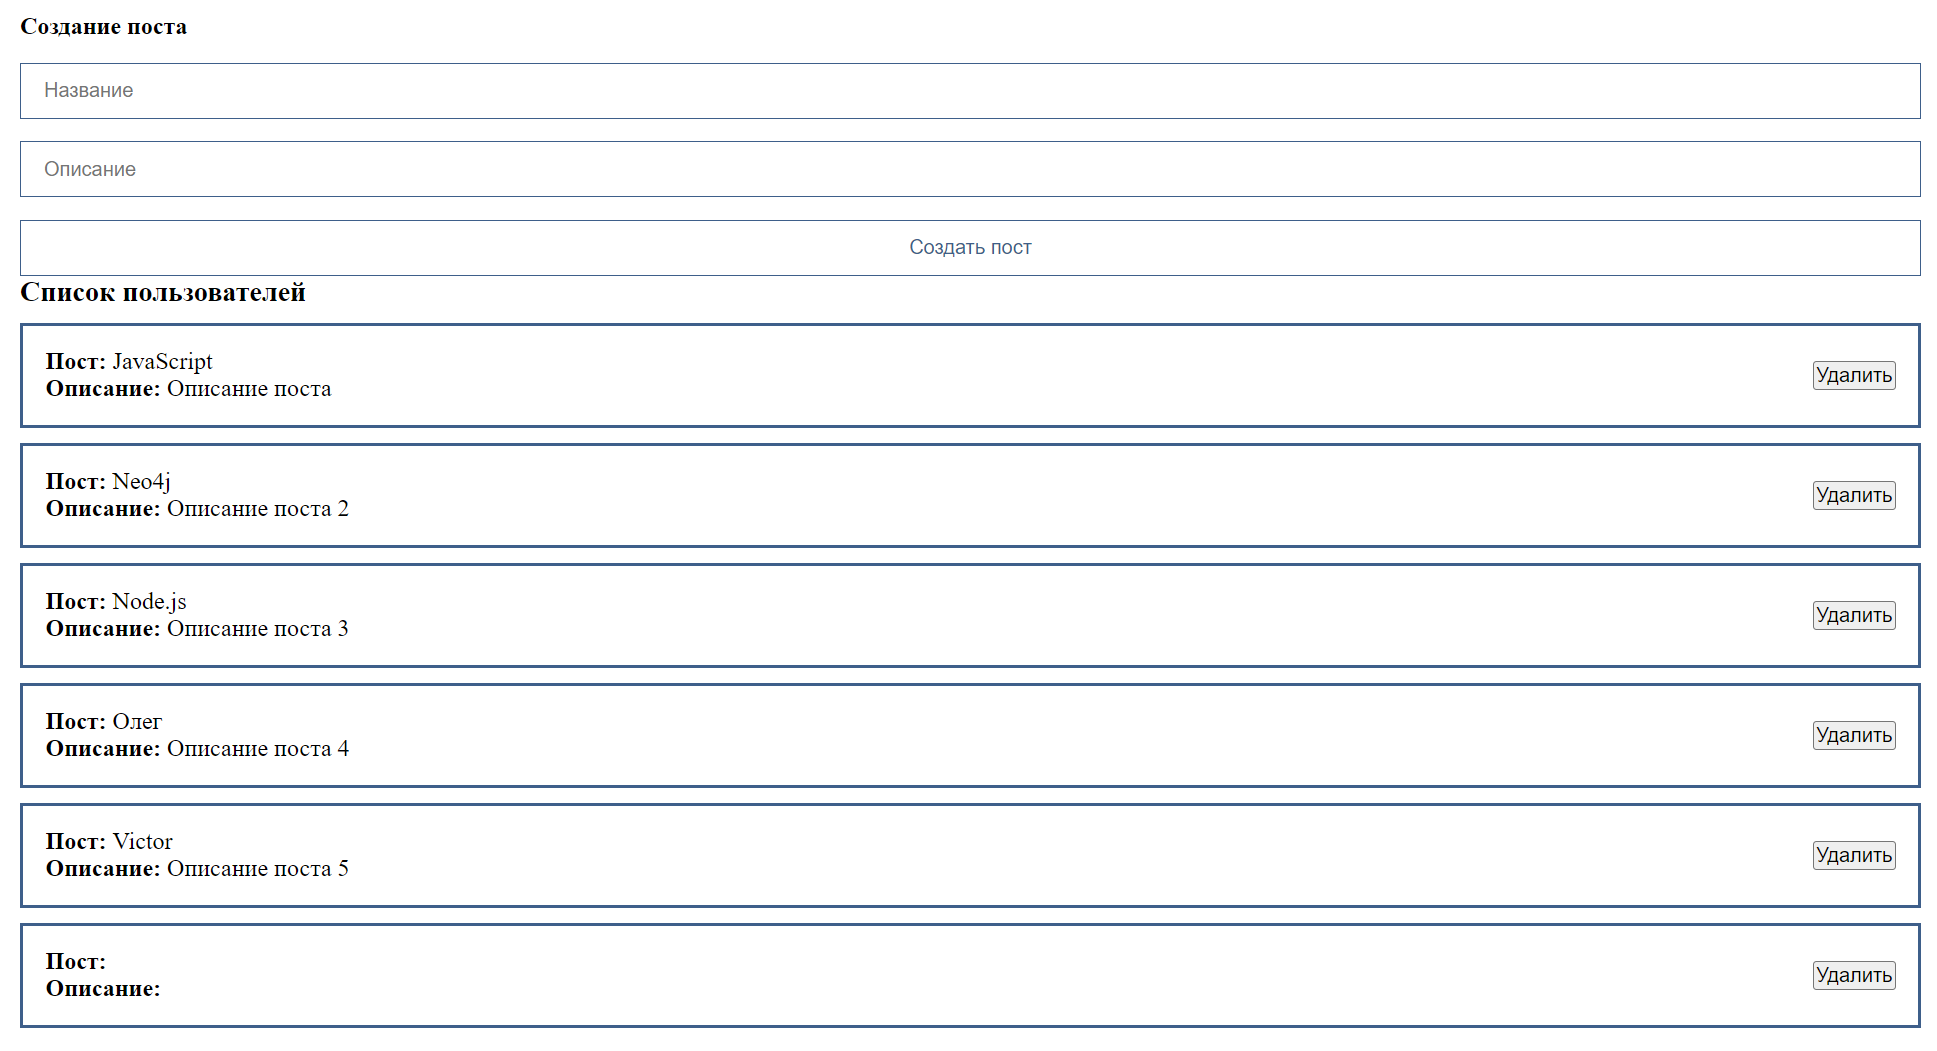 Создание поста
Название
Описание
Создать пост
Список пользователей
Пост: JavaScript
Описание: Описание поста
Удалить
Пост: Neo4j
Описание: Описание поста 2
Удалить
Пост: Node.js
Описание: Описание поста 3
Удалить
Пост: Олег
Описание: Описание поста 4
Удалить
Пост: Victor
Описание: Описание поста 5
Удалить
Пост:
Описание:
Удалить